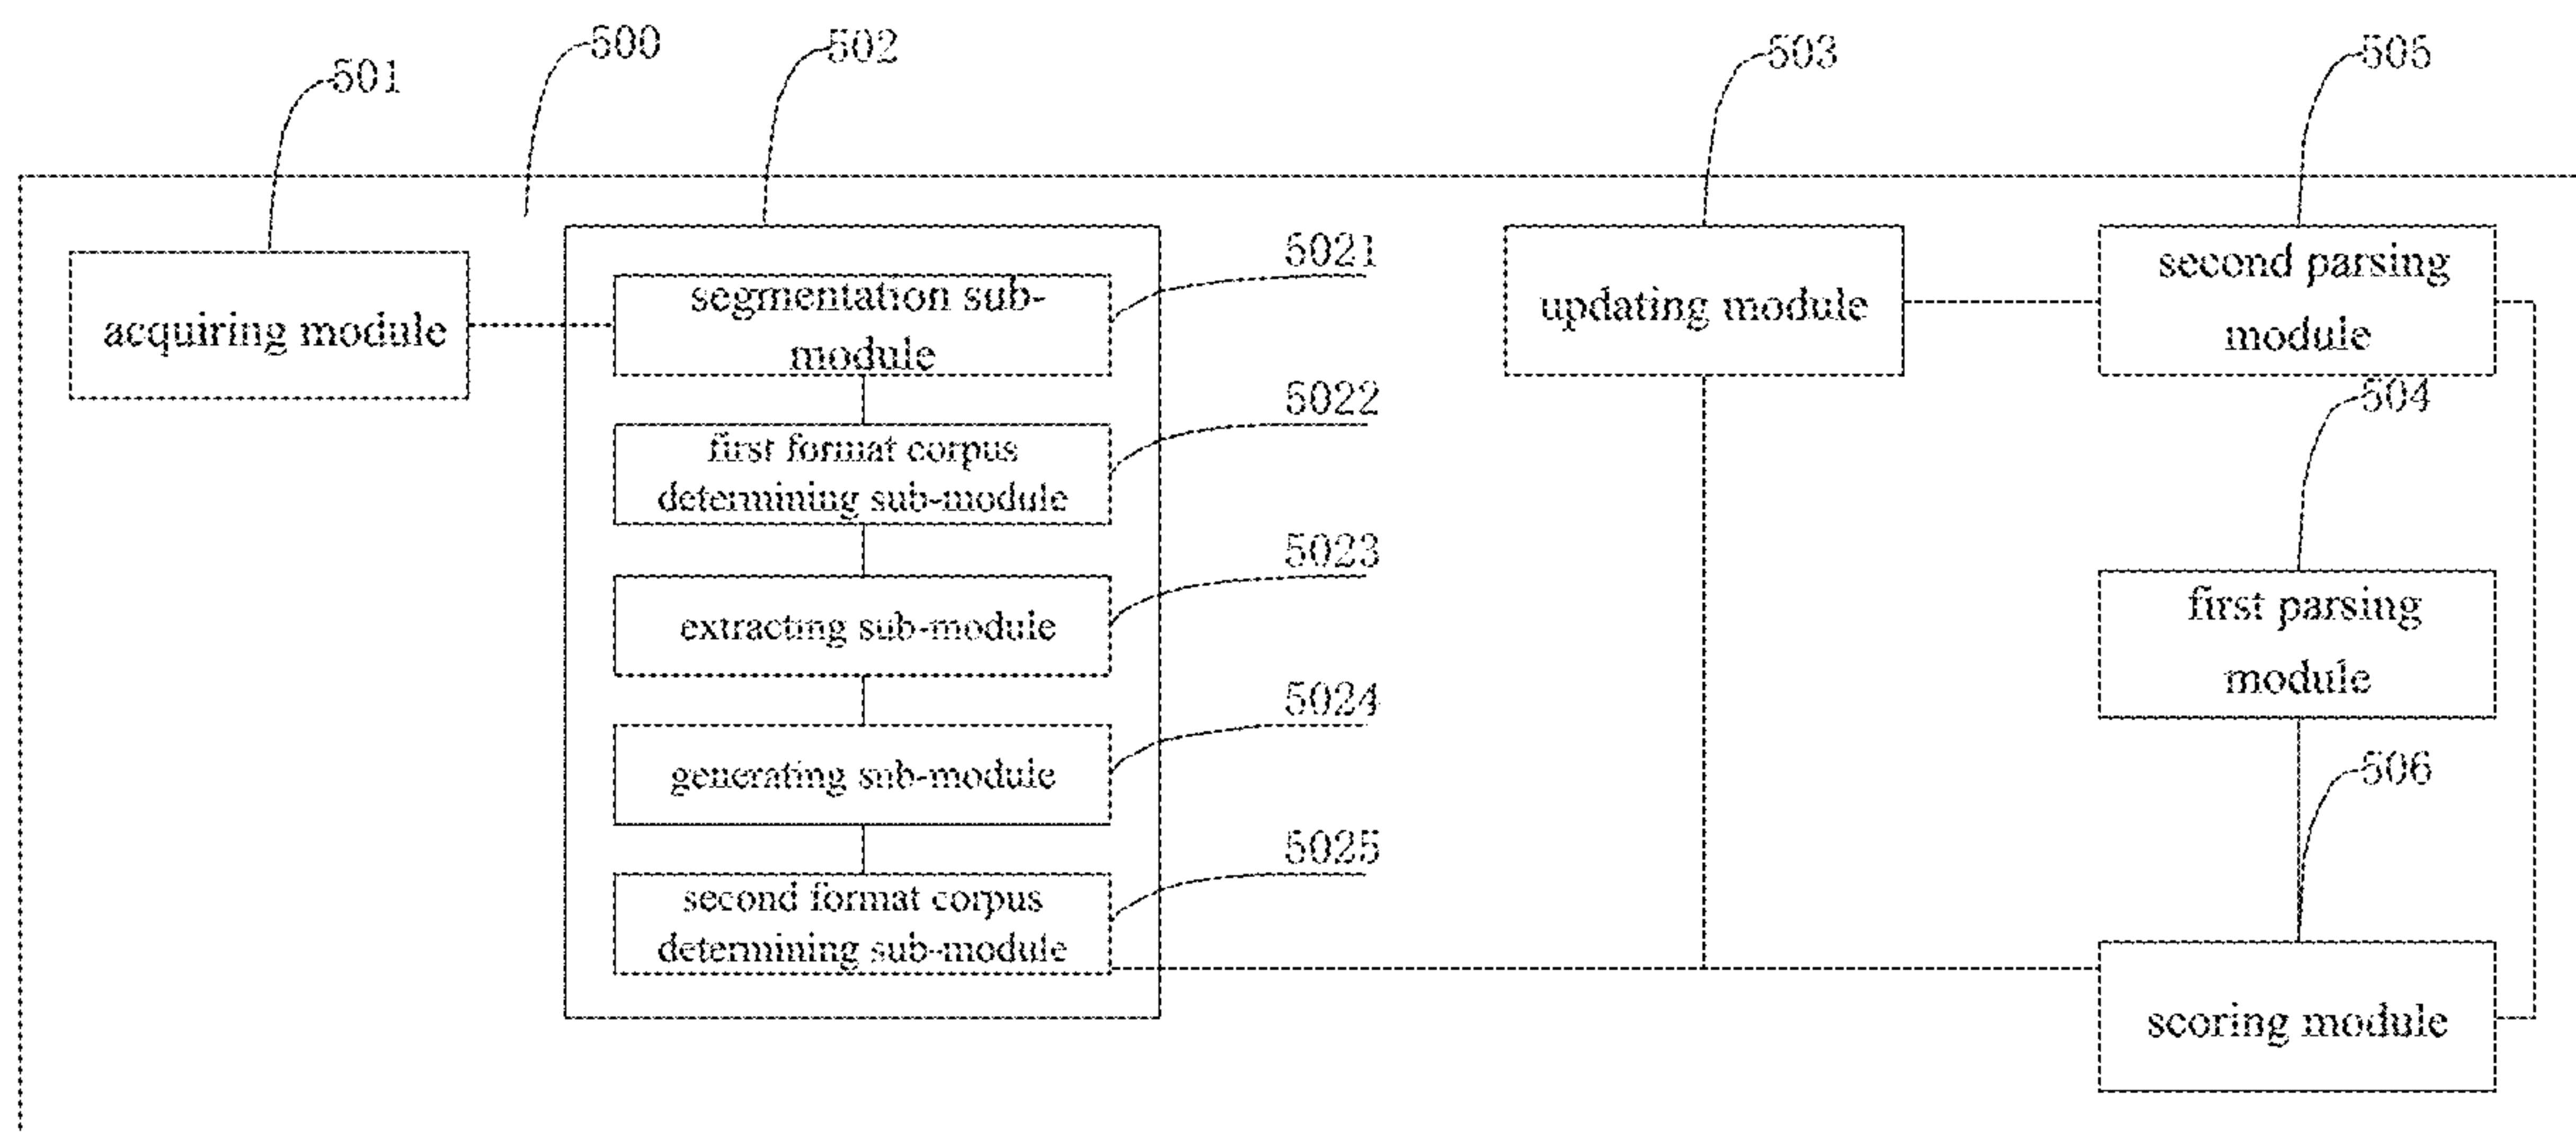 500
502
503
505
501
5021
segmentation sub-
module
acquiring module
updating module
second parsing
module
5022
504
first format corpus
determining sub-module
5023
extracting sub-module
first parsing
module
5024
generating sub-module
506
5025
second format corpus
determining sub-module
scoring module